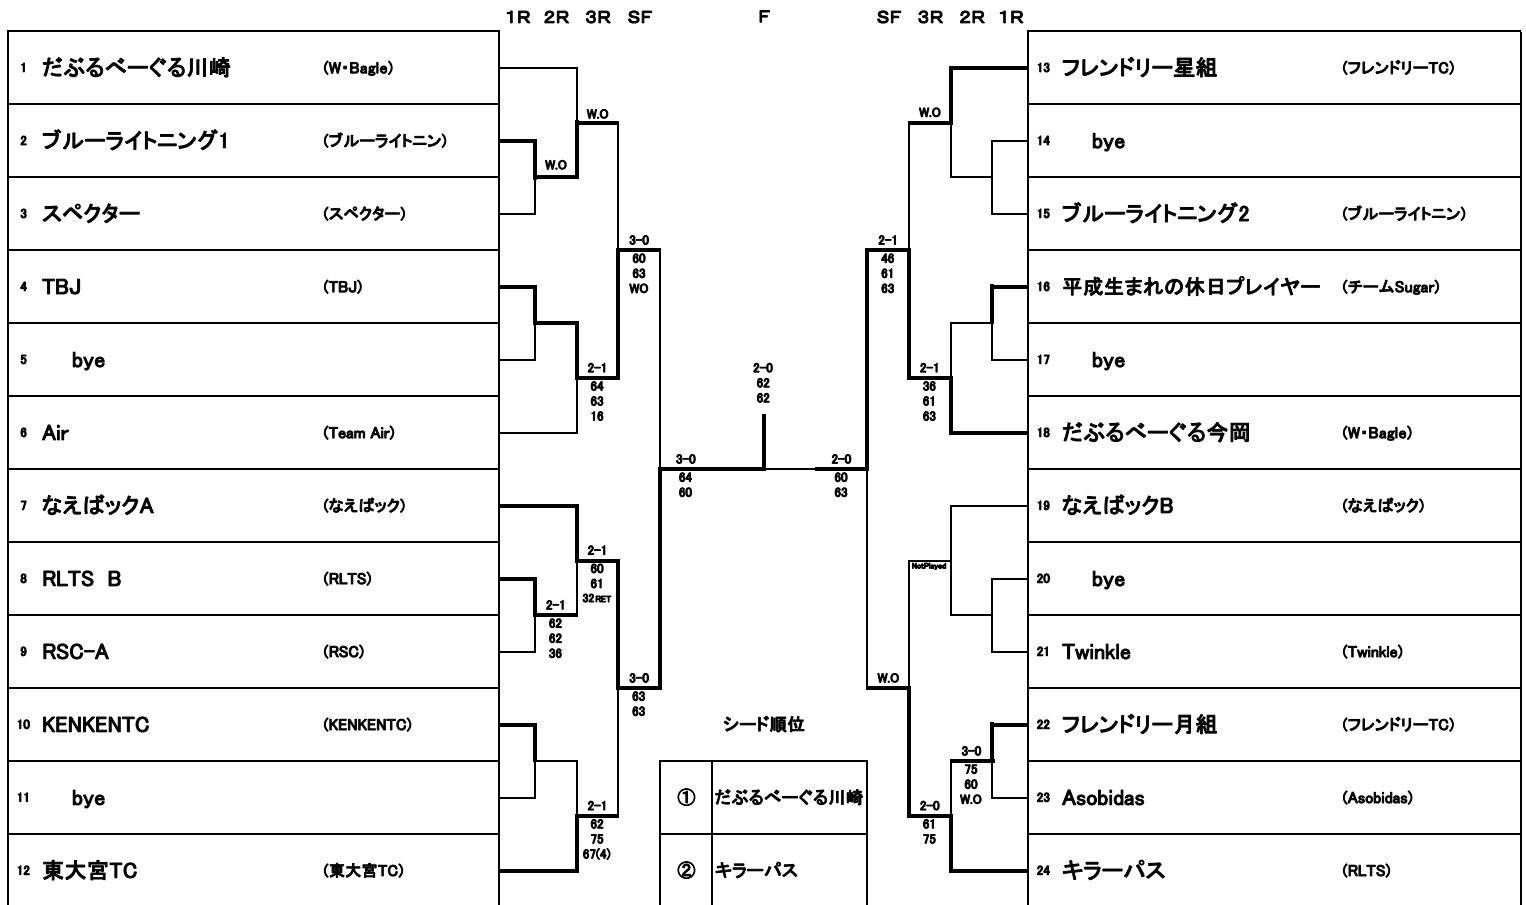 1R 2R 3R SF F SF 3R 2R 1R
1 だぶるべーぐる川崎 (W・Bagle)
2 ブルーライトニング1 (ブルーライトニン)
3 スペクター (スペクター)
4 TBJ (TBJ)
5 bye
6 Air (Team Air)
7 なえばックA (なえばック)
8 RLTS B (RLTS)
9 RSC-A (RSC)
10 KENKENTC (KENKENTC)
11 bye
12 東大宮TC (東大宮TC)
W.O
W.O
2-1
64
63
16
2-1
60
61
32RET
2-1
62
62
36
2-1
62
75
67(4)
3-0
60
63
WO
3-0
63
63
3-0
64
60
2-0
62
62
2-0
60
63
2-1
46
61
63
W.O
W.O
2-1
36
61
63
NotPlayed
3-0
75
60
W.O
2-0
61
75
シード順位
① だぶるべーぐる川崎
② キラーパス
13 フレンドリー星組 (フレンドリーTC)
14 bye
15 ブルーライトニング2 (ブルーライトニン)
16 平成生まれの休日プレイヤー (チームSugar)
17 bye
18 だぶるべーぐる今岡 (W・Bagle)
19 なえばックB (なえばック)
20 bye
21 Twinkle (Twinkle)
22 フレンドリー月組 (フレンドリーTC)
23 Asobidas (Asobidas)
24 キラーパス (RLTS)